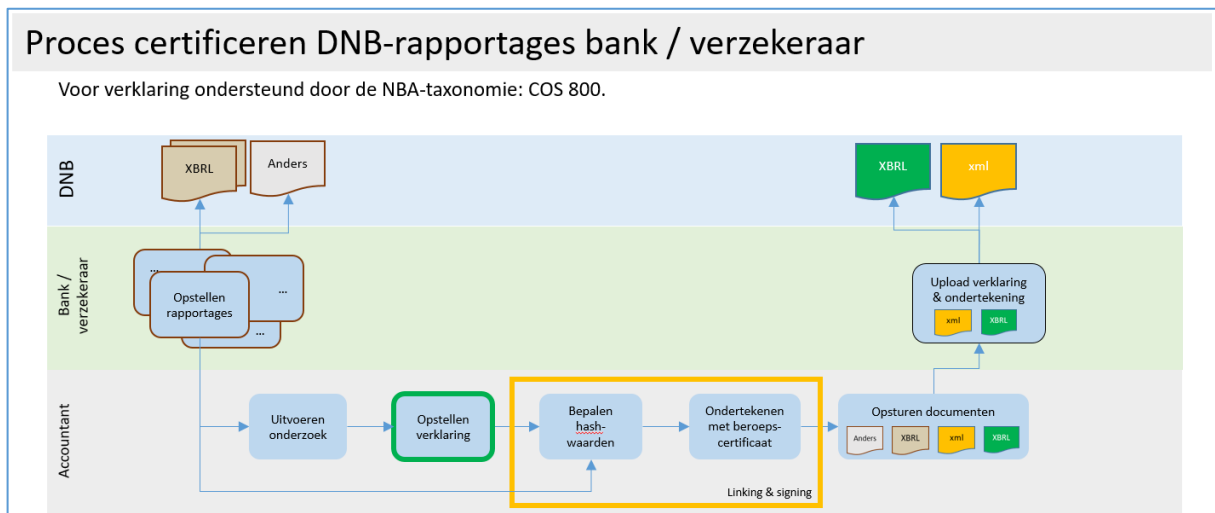 Proces certificeren DNB-rapportages bank / verzekeraar
Voor verklaring ondersteund door de NBA-taxonomie: COS 800.
DNB
XBRL
Anders
XBRL
xml
Bank /
verzekeraar
...
...
Opstellen
rapportages
...
Upload verklaring
& ondertekening
xml
XBRL
Accountant
Uitvoeren
onderzoek
Opstellen
verklaring
Bepalen
hash-
waarden
Ondertekenen
met beroeps-
certificaat
Linking & signing
Opsturen documenten
Anders
XBRL
xml
XBRL